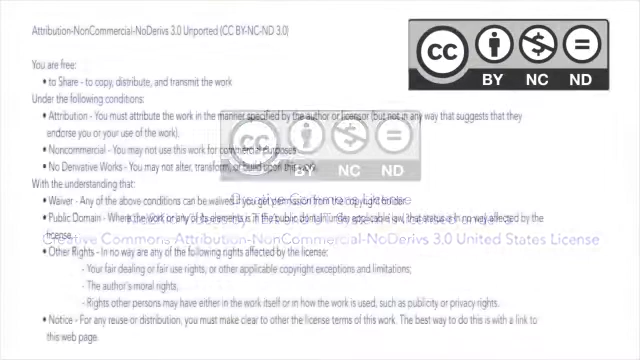 Attribution-NonCommercial-NoDerivs 3.0 Unported (CC BY-NC-ND 3.0)
cc
BY NC ND
You are free:
• to Share - to copy, distribute, and transmit the work
Under the following conditions:
• Attribution - You must attribute the work in the manner specified by the author or licensor (but not in any way that suggests that they
endorse you or your use of the work).
• Noncommercial - You may not use this work for commercial purposes
• No Derivative Works - You may not alter, transform, or build upon this work
cc
BY NC ND
With the understanding that:
• Waiver - Any of the above conditions can be waived if you get permission from the copyright holder.
Creative Commons License
• Public Domain - Where the work or any of its elements is in the public domain under applicable law, that status is in no way affected by the
license.
Creative Commons Attribution-NonCommercial-NoDerivs 3.0 United States License
• Other Rights - In no way are any of the following rights affected by the license:
- Your fair dealing or fair use rights, or other applicable copyright exceptions and limitations;
- The author's moral rights;
- Rights other persons may have either in the work itself or in how the work is used, such as publicity or privacy rights.
• Notice - For any reuse or distribution, you must make clear to other the license terms of this work. The best way to do this is with a link to
this web page.